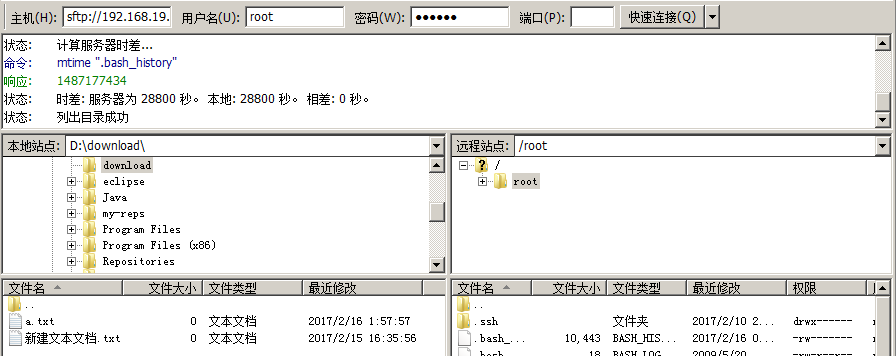 主机(H): sftp://192.168.19. 用户名(U): root 密码(W): ●●●●●● 端口(P): 快速连接(Q)
状态: 计算服务器时差...
命令: mtime ".bash_history"
响应: 1487177434
状态: 时差: 服务器为 28800 秒。 本地: 28800 秒。 相差: 0 秒。
状态: 列出目录成功
本地站点: D:\download\
download
eclipse
Java
my-reps
Program Files
Program Files (x86)
Repositories
远程站点: /root
/
root
文件名 文件大小 文件类型 最近修改
..
a.txt 0 文本文档 2017/2/16 1:57:57
新建文本文档.txt 0 文本文档 2017/2/15 16:35:56
文件名 文件大小 文件类型 最近修改 权限
..
.ssh 文件夹 2017/2/10 2... drwx------
.bash_... 10,443 BASH_HIS... 2017/2/16 0... -rw-------
18 BASH_LOG 2009/5/20